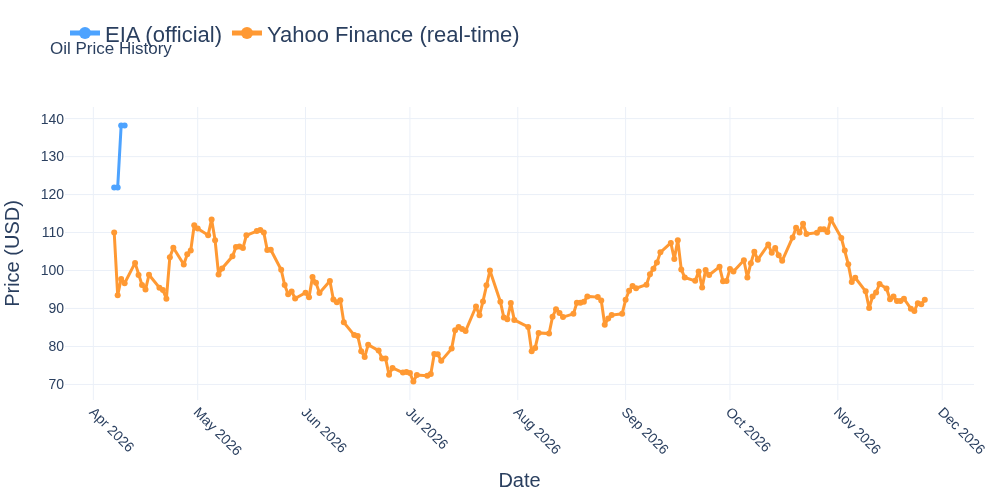 EIA (official)
Yahoo Finance (real-time)
Oil Price History
140
130
120
110
100
90
80
70
Price (USD)
Apr 2026
May 2026
Jun 2026
Jul 2026
Aug 2026
Sep 2026
Oct 2026
Nov 2026
Dec 2026
Date